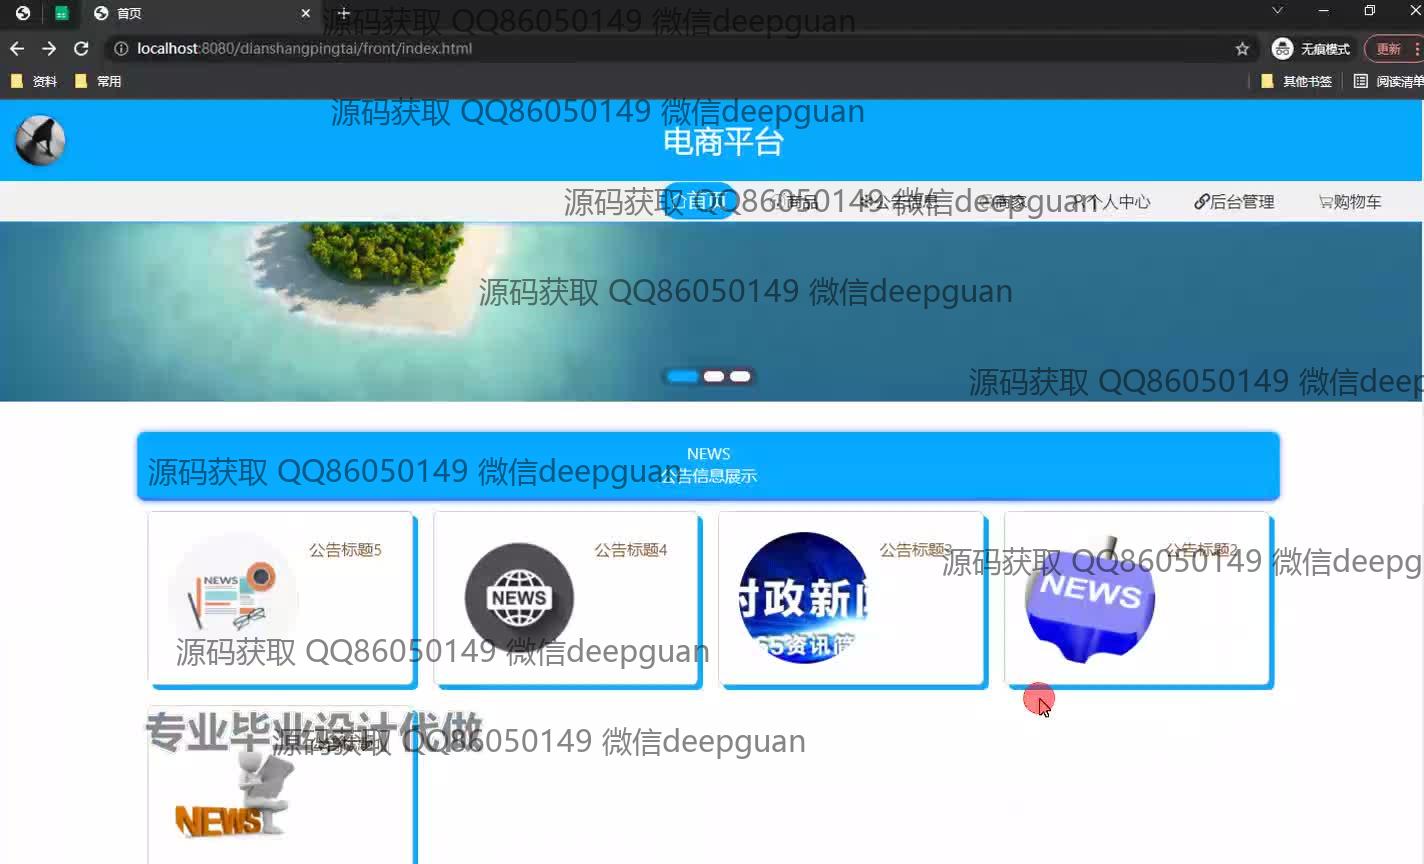 首页
localhost:8080/dianshangpingtai/front/index.html
无痕模式
更新
资料
常用
其他书签
阅读清单
源码获取 QQ86050149 微信deepguan
源码获取 QQ86050149 微信deepguan
电商平台
源码获取 QQ86050149 微信deepguan
首页
商品
公告信息
商家
个人中心
后台管理
购物车
源码获取 QQ86050149 微信deepguan
源码获取 QQ86050149 微信deep
NEWS
公告信息展示
源码获取 QQ86050149 微信deepguan
公告标题5
公告标题4
公告标题3
公告标题2
源码获取 QQ86050149 微信deepg
NEWS
NEWS
时政新闻
NEWS
源码获取 QQ86050149 微信deepguan
专业毕业设计代做
源码获取 QQ86050149 微信deepguan
NEWS